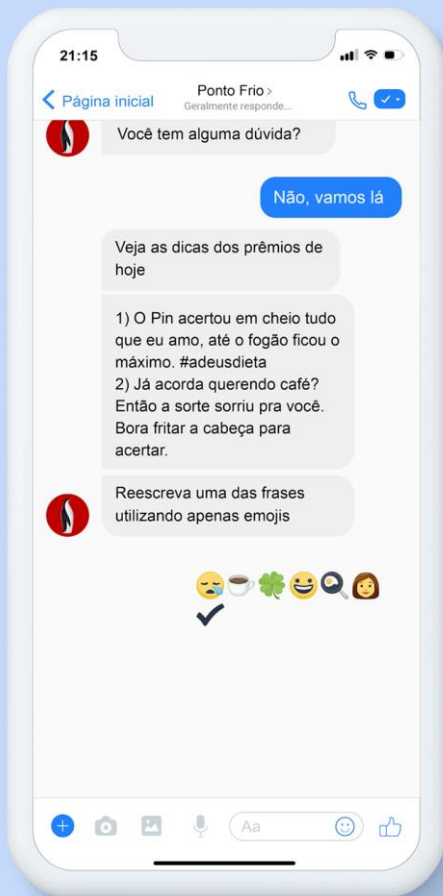 21:15
Página inicial
Ponto Frio >
Geralmente responde...
Você tem alguma dúvida?
Não, vamos lá
Veja as dicas dos prêmios de
hoje
1) O Pin acertou em cheio tudo
que eu amo, até o fogão ficou o
máximo. #adeusdieta
2) Já acorda querendo café?
Então a sorte sorriu pra você.
Bora fritar a cabeça para
acertar.
Reescreva uma das frases
utilizando apenas emojis
😪☕🍀😀🍳👩
✔
Aa